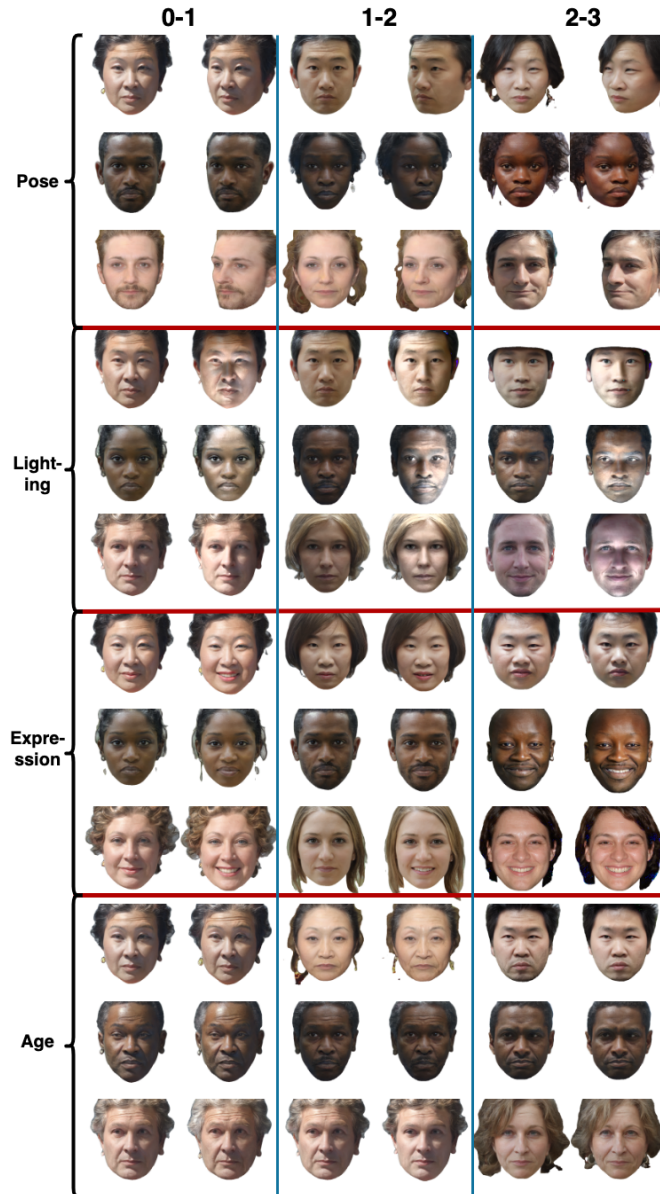 0-1 1-2 2-3
Pose
Light-
ing
Expre-
ssion
Age